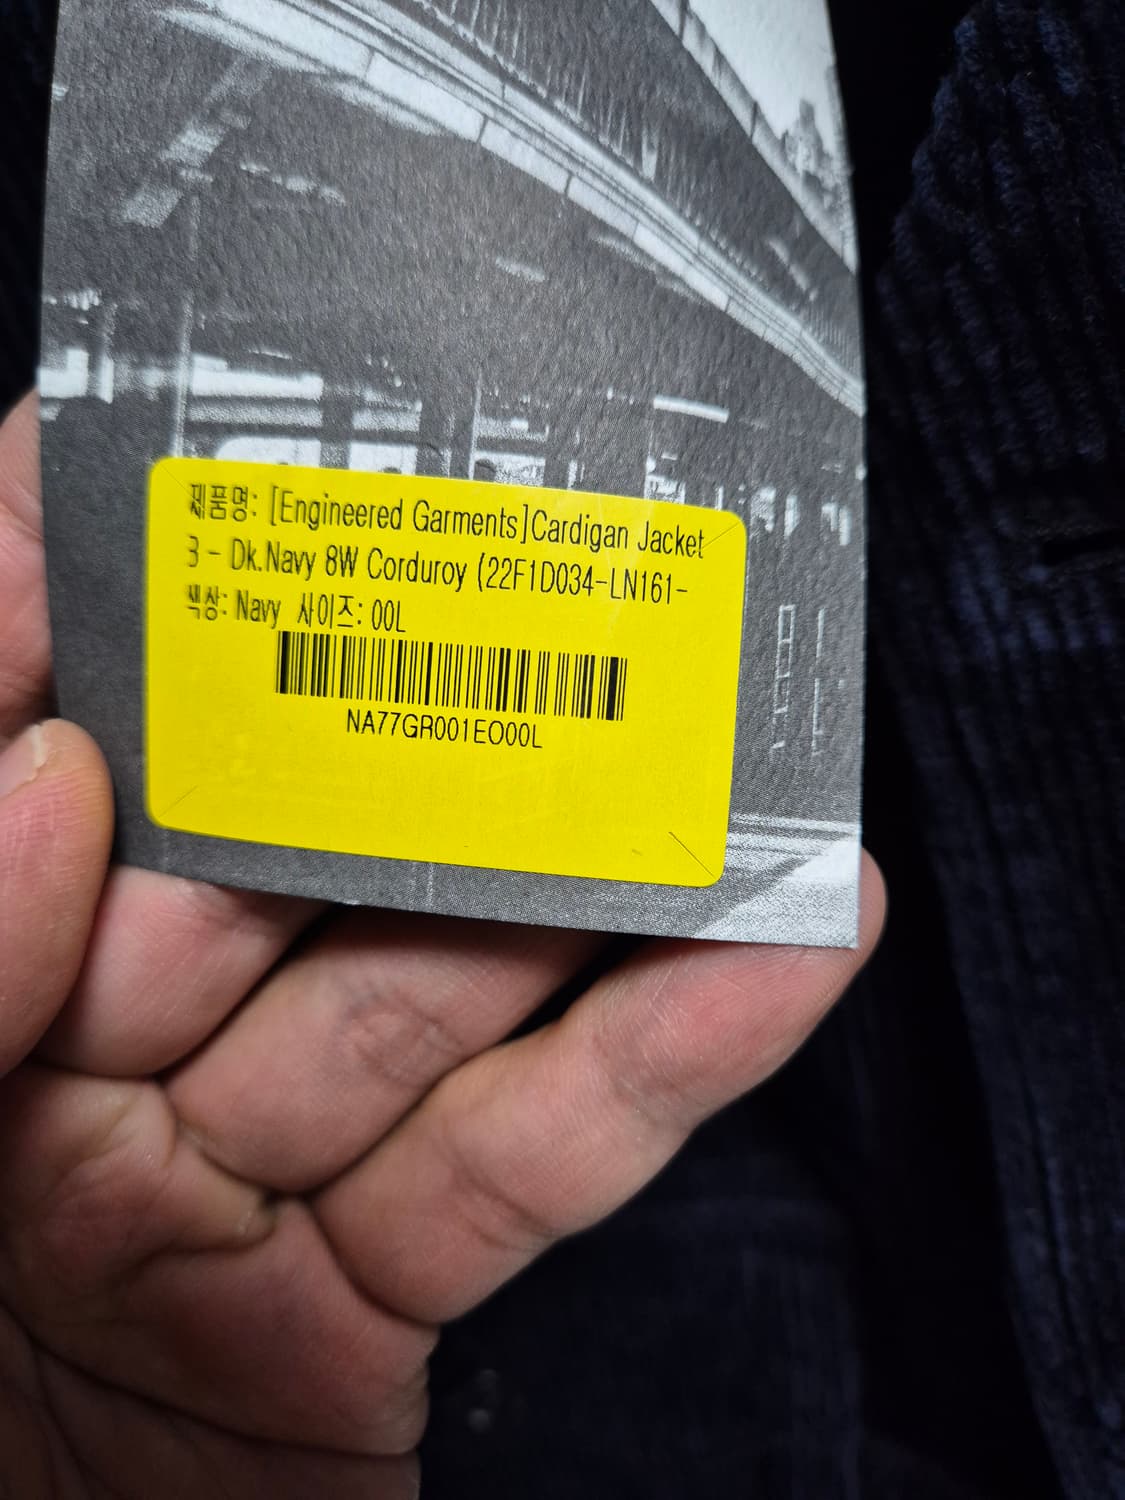 제품명: [Engineered Garments]Cardigan Jacket
3 - Dk.Navy 8W Corduroy (22F1D034-LN161-
색상: Navy 사이즈: 00L
NA77GR001EO00L